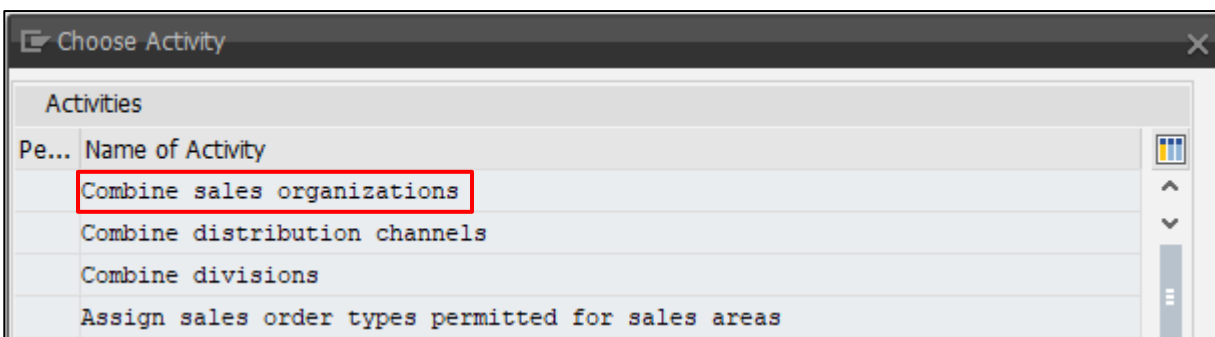 Choose Activity
Activities
Pe... Name of Activity
Combine sales organizations
Combine distribution channels
Combine divisions
Assign sales order types permitted for sales areas